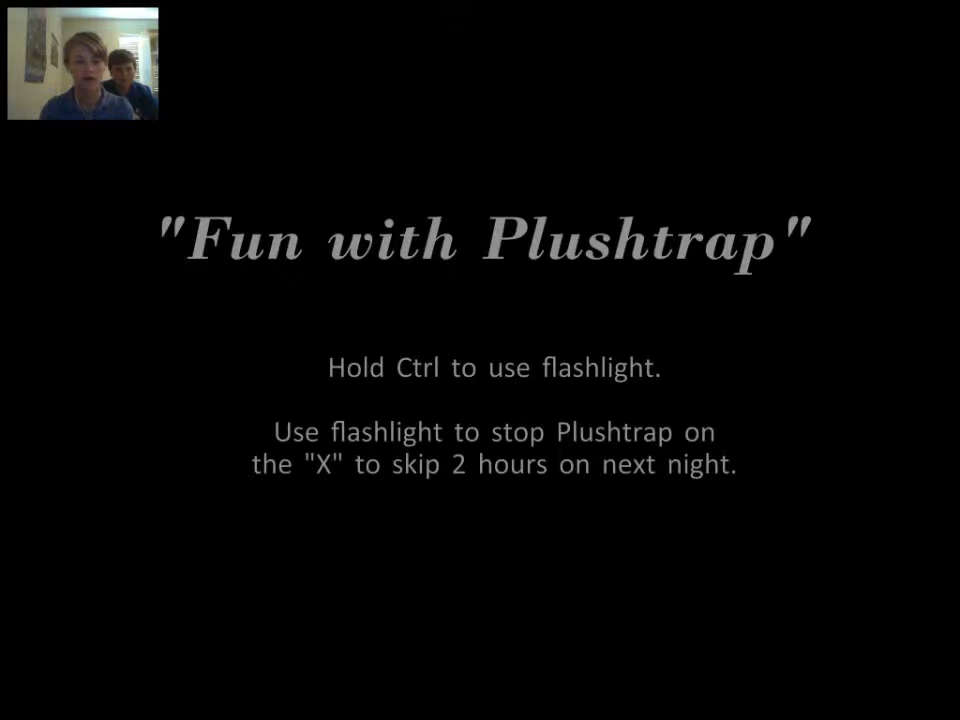 "Fun with Plushtrap"
Hold Ctrl to use flashlight.
Use flashlight to stop Plushtrap on
the "X" to skip 2 hours on next night.